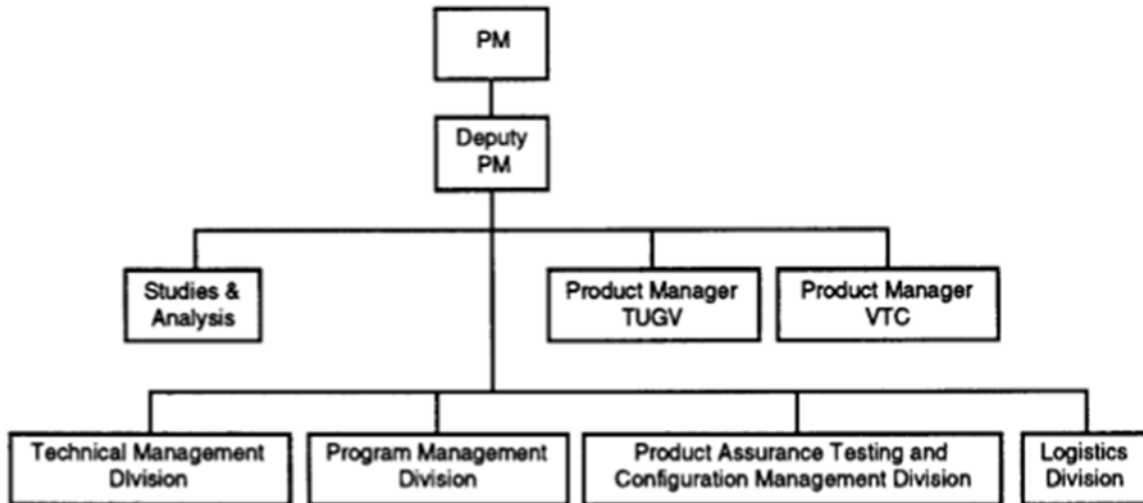 PM
Deputy
PM
Studies &
Analysis
Product Manager
TUGV
Product Manager
VTC
Technical Management
Division
Program Management
Division
Product Assurance Testing and
Configuration Management Division
Logistics
Division